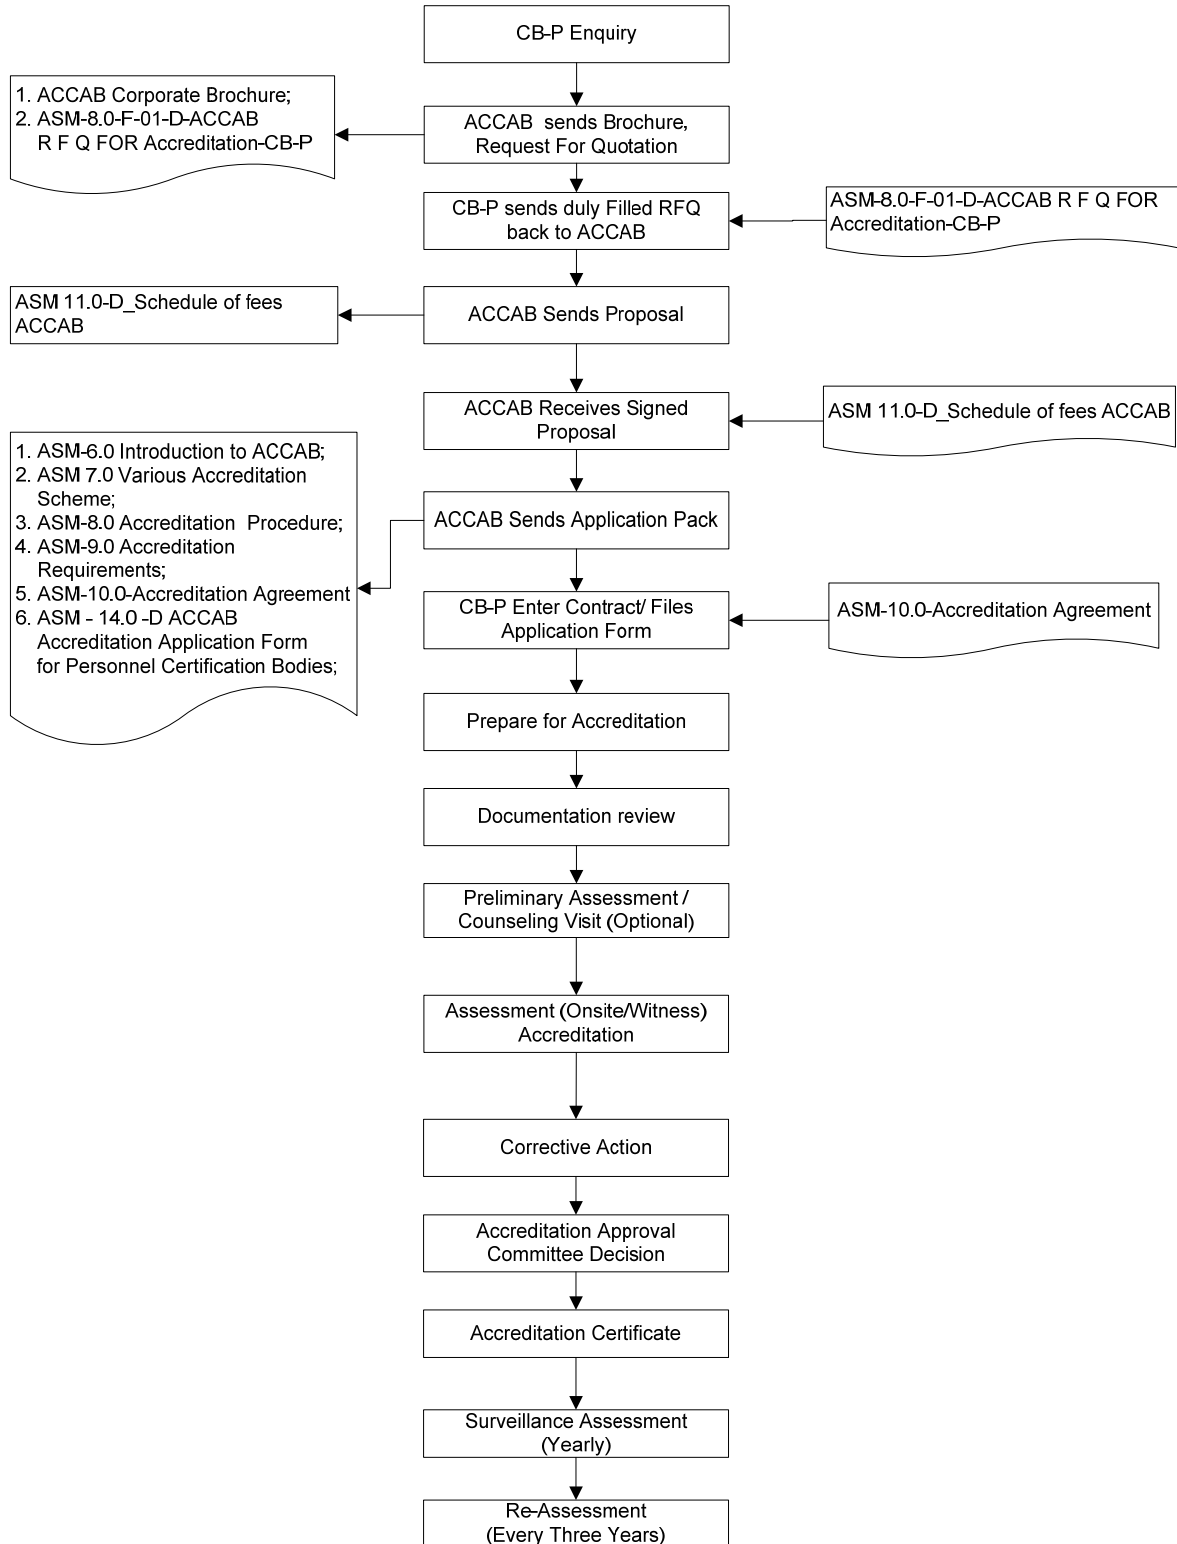 CB-P Enquiry
1. ACCAB Corporate Brochure;
2. ASM-8.0-F-01-D-ACCAB
R F Q FOR Accreditation-CB-P
ACCAB sends Brochure,
Request For Quotation
CB-P sends duly Filled RFQ
back to ACCAB
ASM-8.0-F-01-D-ACCAB R F Q FOR
Accreditation-CB-P
ASM 11.0-D_Schedule of fees
ACCAB
ACCAB Sends Proposal
ACCAB Receives Signed
Proposal
ASM 11.0-D_Schedule of fees ACCAB
1. ASM-6.0 Introduction to ACCAB;
2. ASM 7.0 Various Accreditation
Scheme;
3. ASM-8.0 Accreditation Procedure;
4. ASM-9.0 Accreditation
Requirements;
5. ASM-10.0-Accreditation Agreement
6. ASM - 14.0 -D ACCAB
Accreditation Application Form
for Personnel Certification Bodies;
ACCAB Sends Application Pack
CB-P Enter Contract/ Files
Application Form
ASM-10.0-Accreditation Agreement
Prepare for Accreditation
Documentation review
Preliminary Assessment /
Counseling Visit (Optional)
Assessment (Onsite/Witness)
Accreditation
Corrective Action
Accreditation Approval
Committee Decision
Accreditation Certificate
Surveillance Assessment
(Yearly)
Re-Assessment
(Every Three Years)